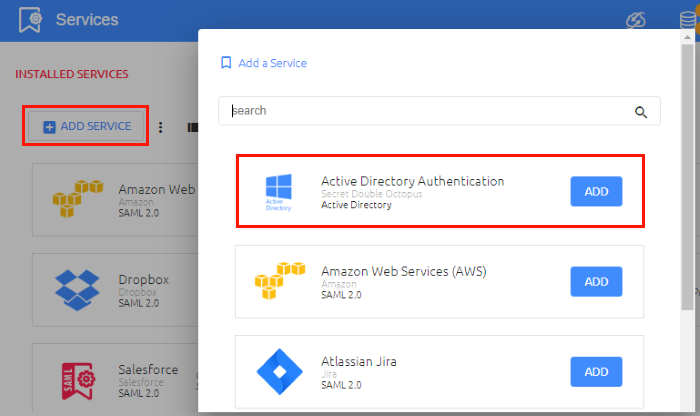 Services
INSTALLED SERVICES
ADD SERVICE
Amazon Web
Amazon
SAML 2.0
Dropbox
Dropbox
SAML 2.0
SAML
Salesforce
Salesforce
SAML 2.0
Add a Service
search
Active
Directory
Active Directory Authentication
Secret Double Octopus
Active Directory
ADD
Amazon Web Services (AWS)
Amazon
SAML 2.0
ADD
Atlassian Jira
Jira
SAML 2.0
ADD